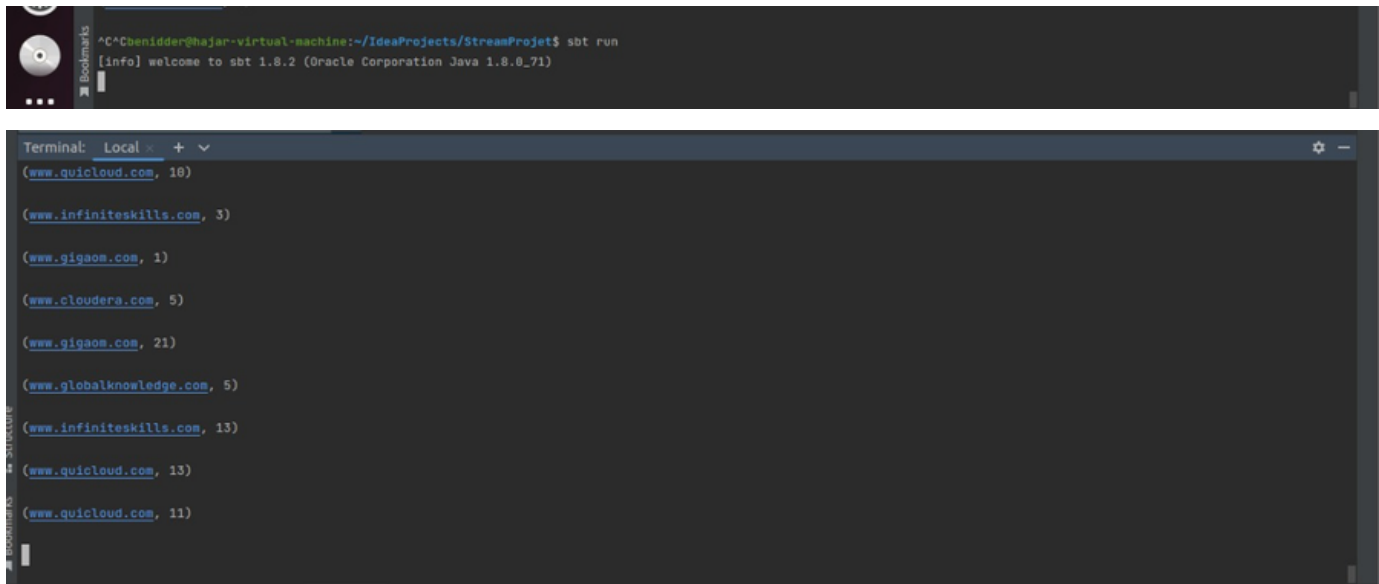 Bookmarks
^C^Cbenidder@hajar-virtual-machine:~/IdeaProjects/StreamProjet$ sbt run
[info] welcome to sbt 1.8.2 (Oracle Corporation Java 1.8.0_71)
Terminal: Local × +
(www.quicloud.com, 10)
(www.infiniteskills.com, 3)
(www.gigaom.com, 1)
(www.cloudera.com, 5)
(www.gigaom.com, 21)
(www.globalknowledge.com, 5)
(www.infiniteskills.com, 13)
(www.quicloud.com, 13)
(www.quicloud.com, 11)
Structure
Bookmarks